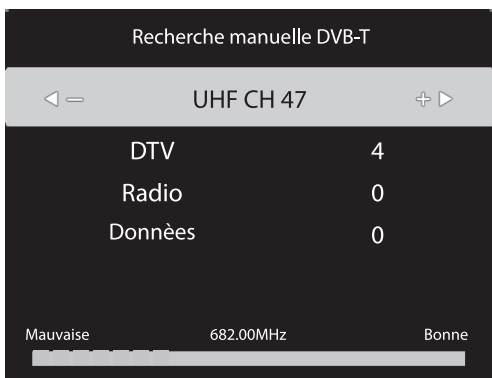 Recherche manuelle DVB-T
UHF CH 47
DTV 4
Radio 0
Donnèes 0
Mauvaise 682.00MHz Bonne